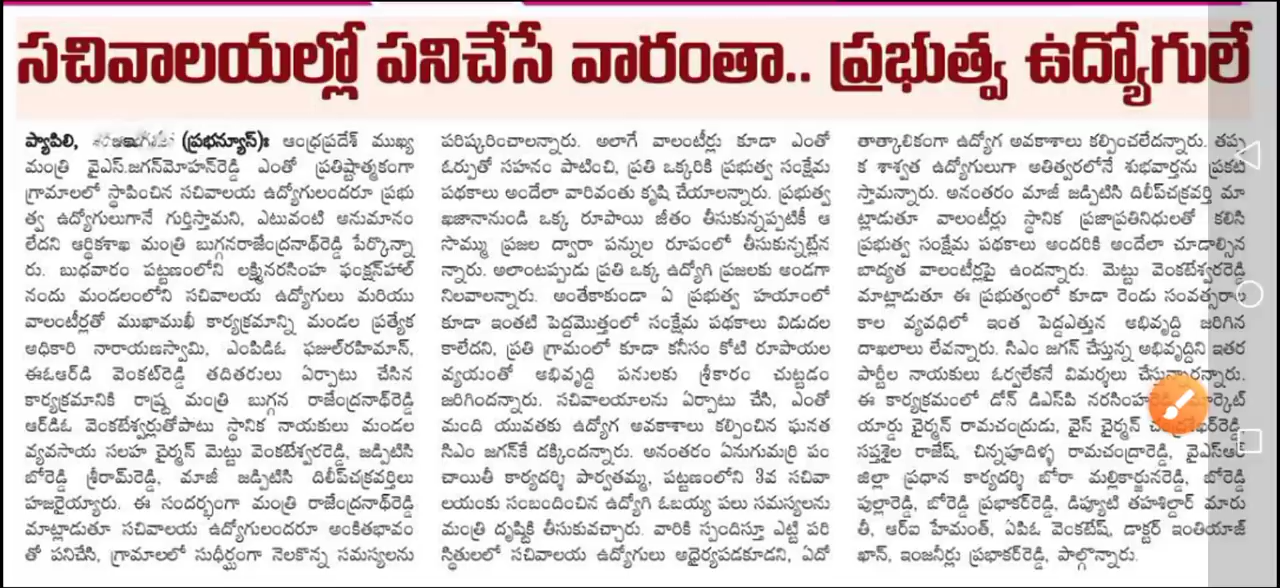 సచివాలయల్లో పనిచేసే వారంతా.. ప్రభుత్వ ఉద్యోగులే
ప్యాపిలి, (ప్రభన్యూస్): ఆంధ్రప్రదేశ్ ముఖ్య
మంత్రి వైఎస్.జగన్‌మోహన్‌రెడ్డి ఎంతో ప్రతిష్టాత్మకంగా
గ్రామాలలో స్థాపించిన సచివాలయ ఉద్యోగులందరూ ప్రభు
త్వ ఉద్యోగులుగానే గుర్తిస్తామని, ఎటువంటి అనుమానం
లేదని ఆర్థికశాఖ మంత్రి బుగ్గనరాజేంద్రనాథ్‌రెడ్డి పేర్కొన్నా
రు. బుధవారం పట్టణంలోని లక్ష్మినరసింహ ఫంక్షన్‌హాల్
నందు మండలంలోని సచివాలయ ఉద్యోగులు మరియు
వాలంటీర్లతో ముఖాముఖీ కార్యక్రమాన్ని మండల ప్రత్యేక
అధికారి నారాయణస్వామి, ఎంపిడిఓ ఫజుల్‌రహిమాన్,
ఈఓఆర్‌డి వెంకట్‌రెడ్డి తదితరులు ఏర్పాటు చేసిన
కార్యక్రమానికి రాష్ట్ర మంత్రి బుగ్గన రాజేంద్రనాథ్‌రెడ్డి
ఆర్‌డిఓ వెంకటేశ్వర్లుతోపాటు స్థానిక నాయకులు మండల
వ్యవసాయ సలహ చైర్మన్ మెట్టు వెంకటేశ్వరరెడ్డి, జడ్పిటిసి
బోరెడ్డి శ్రీరామ్‌రెడ్డి, మాజీ జడ్పిటిసి దిలీప్‌చక్రవర్తిలు
హజరైయ్యారు. ఈ సందర్భంగా మంత్రి రాజేంద్రనాథ్‌రెడ్డి
మాట్లాడుతూ సచివాలయ ఉద్యోగులందరూ అంకితభావం
తో పనిచేసి, గ్రామాలలో సుధీర్ఘంగా నెలకొన్న సమస్యలను
పరిష్కరించాలన్నారు. అలాగే వాలంటీర్లు కూడా ఎంతో
ఓర్పుతో సహనం పాటించి, ప్రతి ఒక్కరికి ప్రభుత్వ సంక్షేమ
పథకాలు అందేలా వారివంతు కృషి చేయాలన్నారు. ప్రభుత్వ
ఖజానానుండి ఒక్క రూపాయి జీతం తీసుకున్నప్పటికీ ఆ
సొమ్ము ప్రజల ద్వారా పన్నుల రూపంలో తీసుకున్నట్లేన
న్నారు. అలాంటప్పుడు ప్రతి ఒక్క ఉద్యోగి ప్రజలకు అండగా
నిలవాలన్నారు. అంతేకాకుండా ఏ ప్రభుత్వ హయాంలో
కూడా ఇంతటి పెద్దమొత్తంలో సంక్షేమ పథకాలు విడుదల
కాలేదని, ప్రతి గ్రామంలో కూడా కనీసం కోటి రూపాయల
వ్యయంతో అభివృద్ధి పనులకు శ్రీకారం చుట్టడం
జరిగిందన్నారు. సచివాలయాలను ఏర్పాటు చేసి, ఎంతో
మంది యువతకు ఉద్యోగ అవకాశాలు కల్పించిన ఘనత
సిఎం జగన్‌కే దక్కిందన్నారు. అనంతరం ఏనుగుమర్రి పం
చాయితీ కార్యదర్శి పార్వతమ్మ, పట్టణంలోని 3వ సచివా
లయంకు సంబందించిన ఉద్యోగి ఓబయ్య పలు సమస్యలను
మంత్రి దృష్టికి తీసుకువచ్చారు. వారికి స్పందిస్తూ ఎట్టి పరి
స్థితులలో సచివాలయ ఉద్యోగులు అధైర్యపడకూడని, ఏదో
తాత్కాలికంగా ఉద్యోగ అవకాశాలు కల్పించలేదన్నారు. తప్ప
క శాశ్వత ఉద్యోగులుగా అతిత్వరలోనే శుభవార్తను ప్రకటి
స్తామన్నారు. అనంతరం మాజీ జడ్పిటిసి దిలీప్‌చక్రవర్తి మా
ట్లాడుతూ వాలంటీర్లు స్థానిక ప్రజాప్రతినిధులతో కలిసి
ప్రభుత్వ సంక్షేమ పథకాలు అందరికి అందేలా చూడాల్సిన
బాద్యత వాలంటీర్లపై ఉందన్నారు. మెట్టు వెంకటేశ్వరరెడ్డి
మాట్లాడుతూ ఈ ప్రభుత్వంలో కూడా రెండు సంవత్సరాల
కాల వ్యవధిలో ఇంత పెద్దఎత్తున అభివృద్ధి జరిగిన
దాఖలాలు లేవన్నారు. సిఎం జగన్ చేస్తున్న అభివృద్దిని ఇతర
పార్టీల నాయకులు ఓర్వలేకనే విమర్శలు చేస్తున్నారన్నారు.
ఈ కార్యక్రమంలో డోన్ డిఎస్‌పి నరసింహరెడ్డి, మార్కెట్
యార్డు చైర్మన్ రామచంద్రుడు, వైస్ చైర్మన్
సప్తశైల రాజేష్, చిన్నపూదిళ్ళ రామచంద్రారెడ్డి, వైఎస్ఆర్
జిల్లా ప్రధాన కార్యదర్శి బోరా మల్లికార్జునరెడ్డి, బోరెడ్డి
పుల్లారెడ్డి, బోరెడ్డి ప్రభాకర్‌రెడ్డి, డిప్యూటి తహశిల్దార్ మారు
తీ, ఆర్ఐ హేమంత్, ఏపిఓ వెంకటేష్, డాక్టర్ ఇంతియాజ్
ఖాన్, ఇంజనీర్లు ప్రభాకర్‌రెడ్డి, పాల్గొన్నారు.